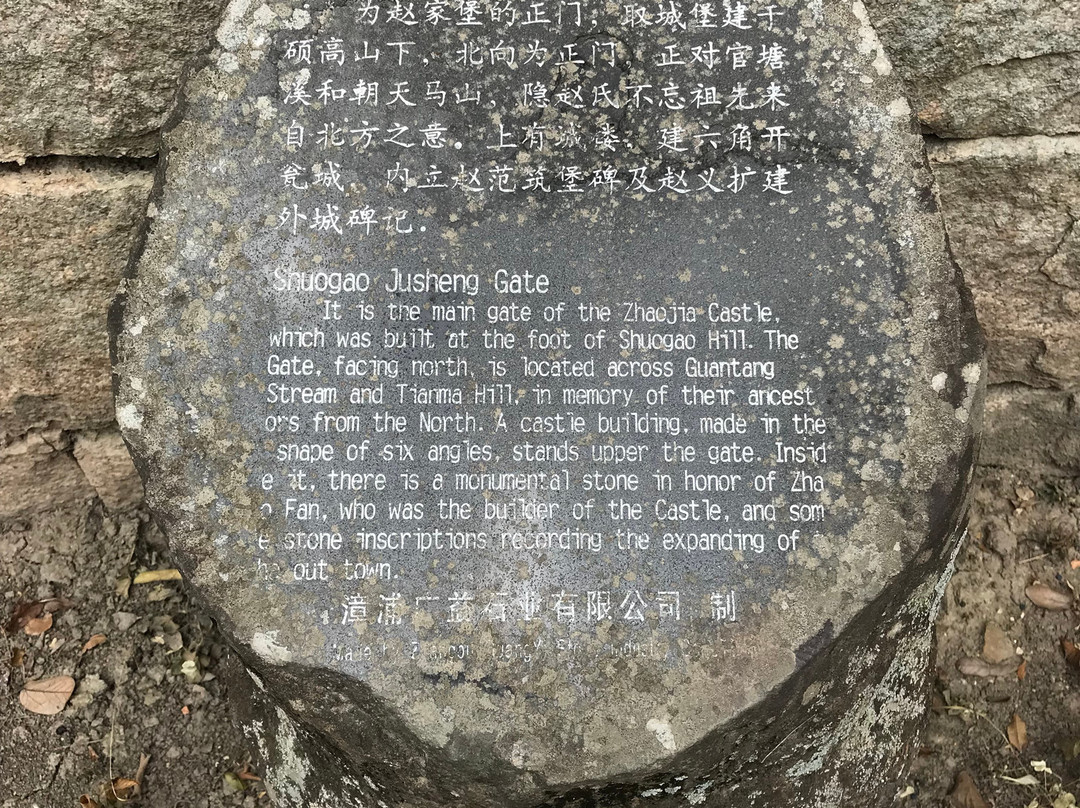 为赵家堡的正门，取城堡建于
硕高山下，北向为正门。正对官塘
溪和朝天马山，隐赵氏不忘祖先来
自北方之意。上有城楼。建六角开
瓮城，内立赵范筑堡碑及赵义扩建
外城碑记.
Shuogao Jusheng Gate
It is the main gate of the Zhaojia Castle,
which was built at the foot of Shuogao Hill. The
Gate, facing north, is located across Guantang
Stream and Tianma Hill, in memory of their ancest
ors from the North. A castle building, made in the
shape of six angles, stands upper the gate. Insid
e it, there is a monumental stone in honor of Zha
o Fan, who was the builder of the Castle, and som
e stone inscriptions recording the expanding of t
he out town.
漳浦广益石业有限公司 制
Made by